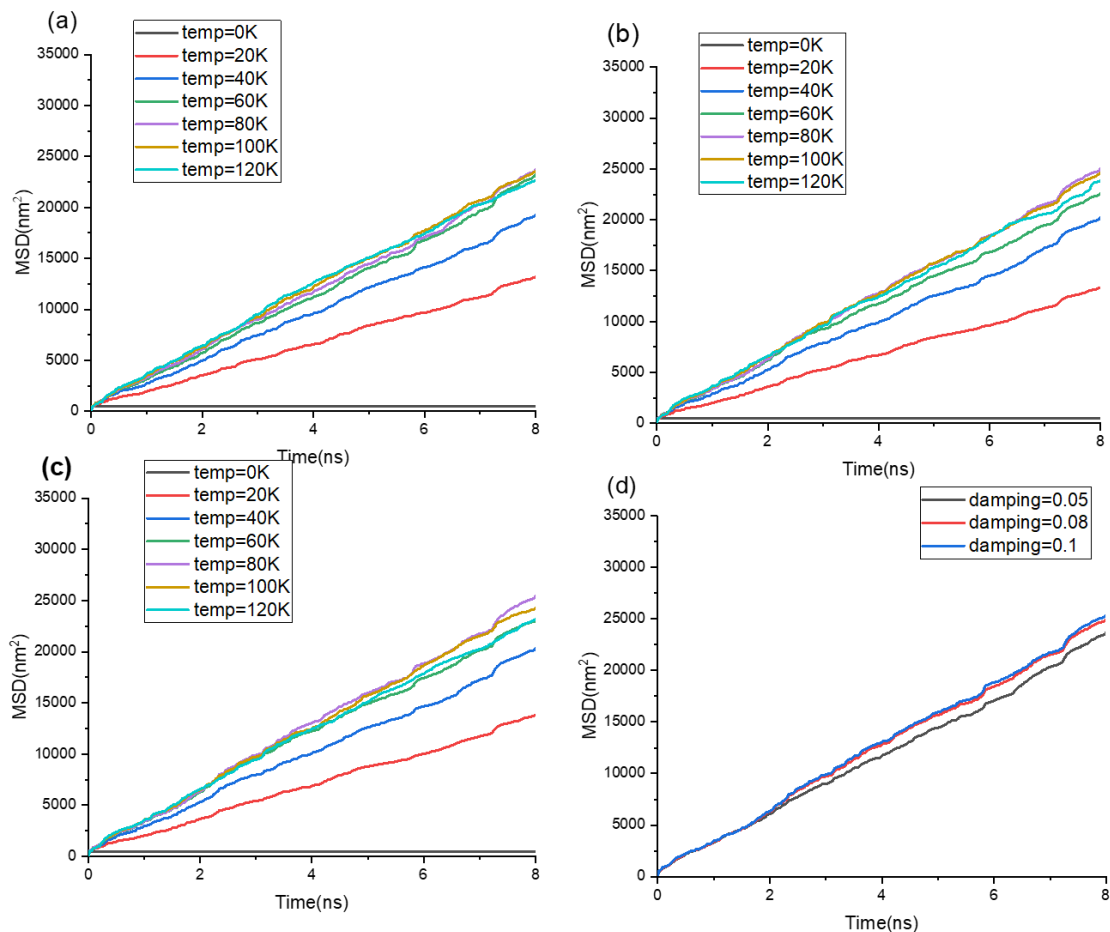 (a)
temp=0K
temp=20K
temp=40K
temp=60K
temp=80K
temp=100K
temp=120K
35000
30000
25000
20000
15000
10000
5000
0
MSD(nm²)
0 2 4 6 8
Time(ns)
(b)
temp=0K
temp=20K
temp=40K
temp=60K
temp=80K
temp=100K
temp=120K
35000
30000
25000
20000
15000
10000
5000
0
MSD(nm²)
0 2 4 6 8
Time(ns)
(c)
temp=0K
temp=20K
temp=40K
temp=60K
temp=80K
temp=100K
temp=120K
35000
30000
25000
20000
15000
10000
5000
0
MSD(nm²)
0 2 4 6 8
Time(ns)
(d)
damping=0.05
damping=0.08
damping=0.1
35000
30000
25000
20000
15000
10000
5000
0
MSD(nm²)
0 2 4 6 8
Time(ns)